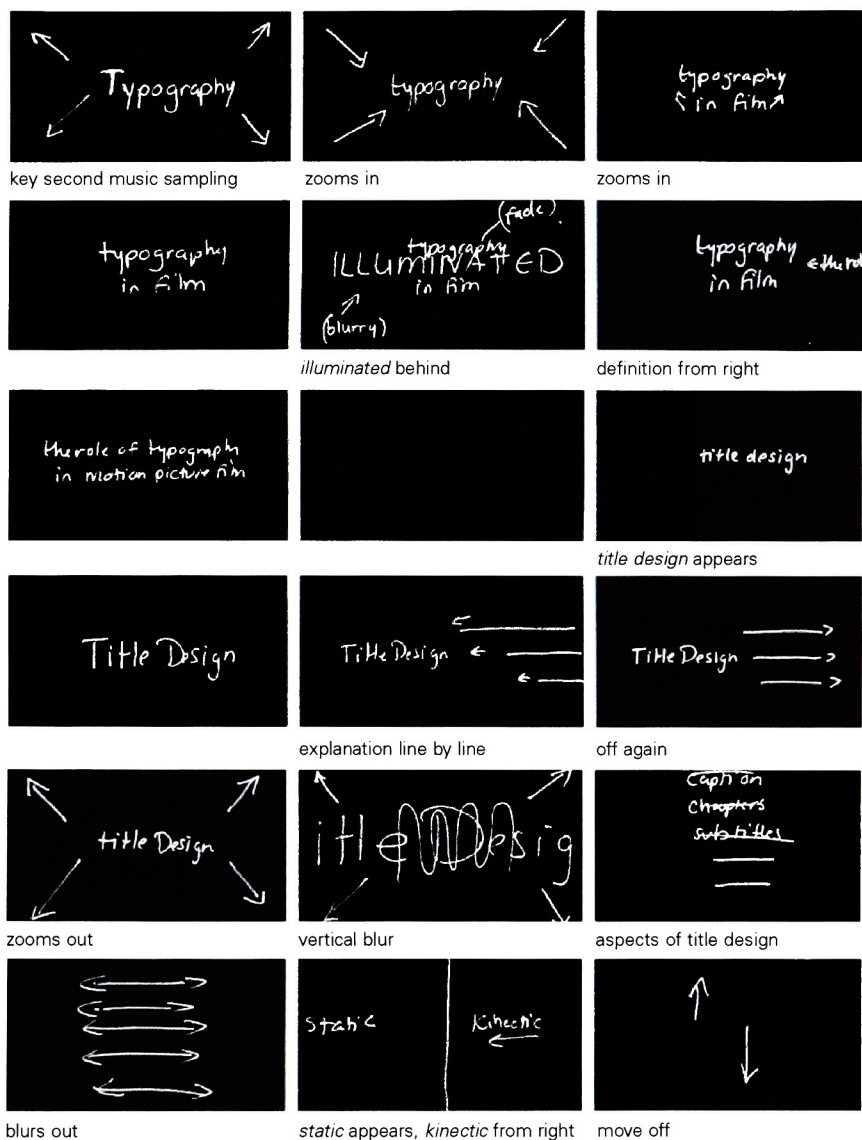 Typography
typography
typography
in film
key second music sampling
zooms in
zooms in
typography
in film
(fade).
typography
ILLUMINATED
in film
(blurry)
typography
in film
the rol
illuminated behind
definition from right
the role of typograph
in motion picture film
title design
title design appears
Title Design
Title Design
Title Design
explanation line by line
off again
title Design
itle Desig
Caption
Chapters
subtitles
zooms out
vertical blur
aspects of title design
static
Kinectic
blurs out
static appears, kinectic from right
move off